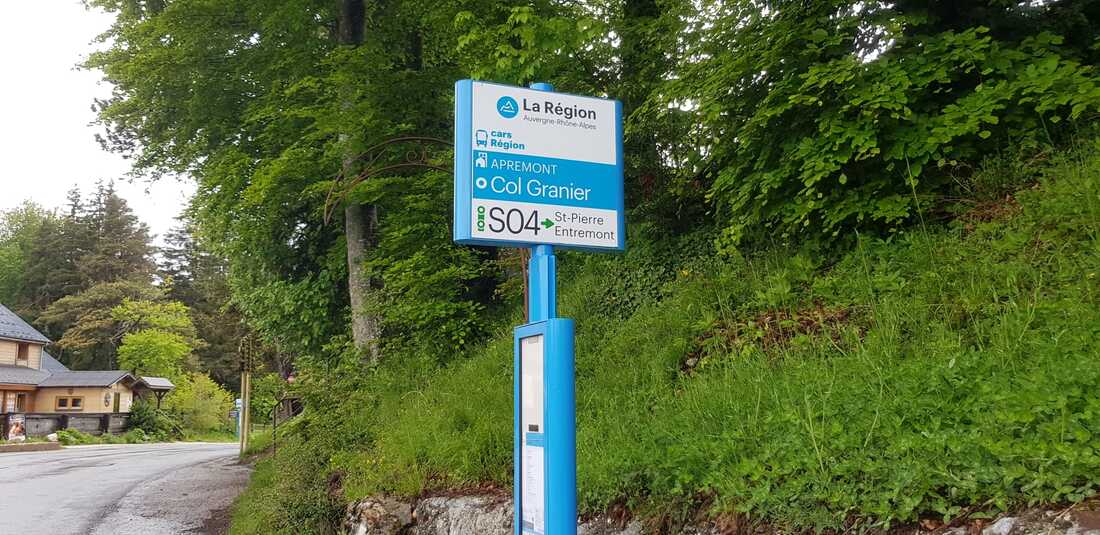 La Région
Auvergne-Rhône-Alpes
cars
Région
APREMONT
Col Granier
S04
St-Pierre
Entremont